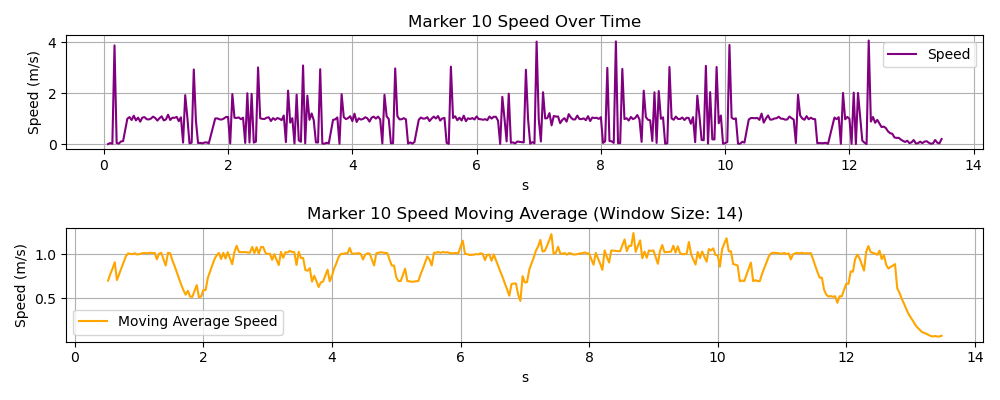 Marker 10 Speed Over Time
Speed (m/s)
4
2
0
Speed
0 2 4 6 8 10 12 14
s
Marker 10 Speed Moving Average (Window Size: 14)
Speed (m/s)
1.0
0.5
Moving Average Speed
0 2 4 6 8 10 12 14
s